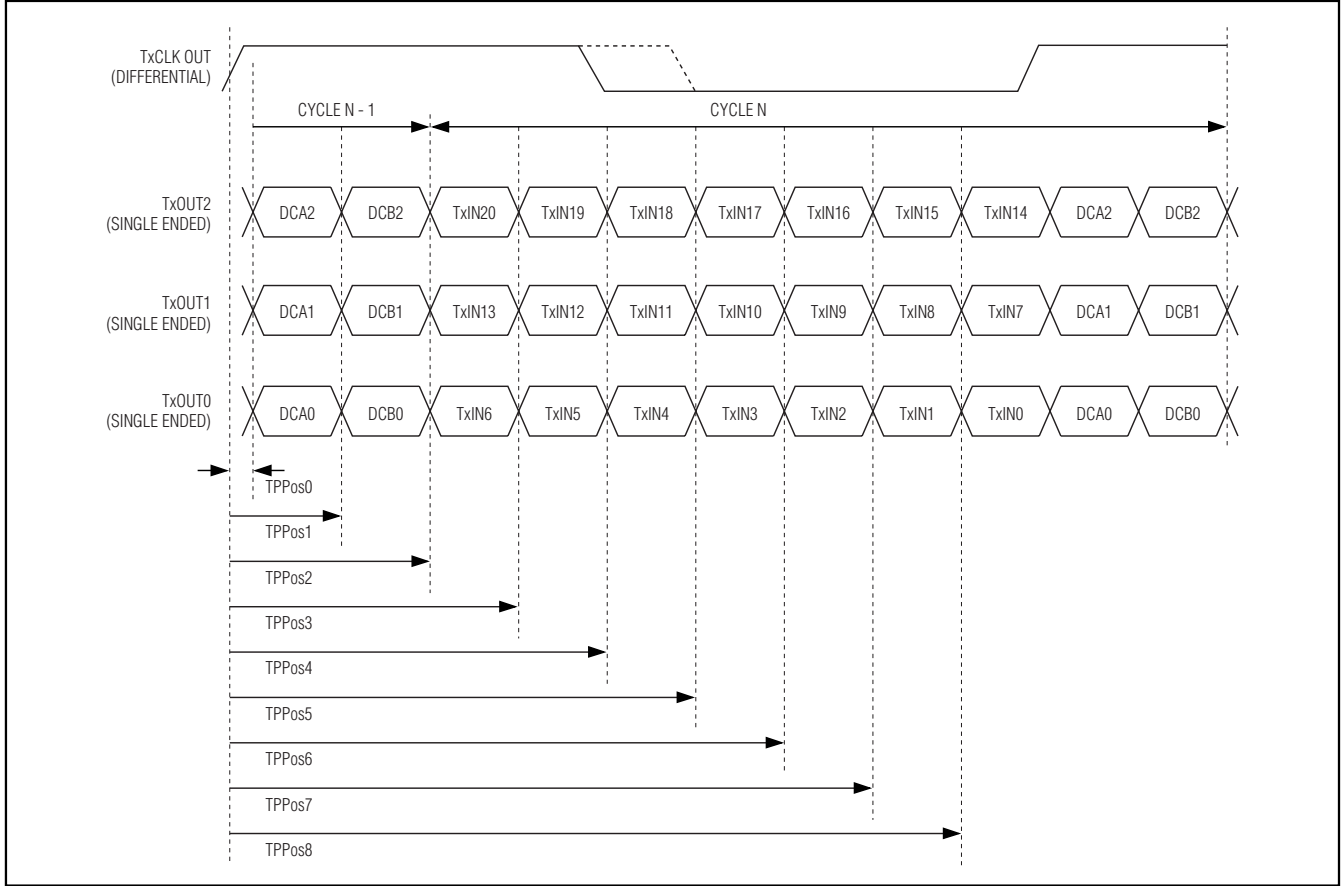 TxCLK OUT
(DIFFERENTIAL)
CYCLE N - 1
CYCLE N
TxOUT2
(SINGLE ENDED)
DCA2 DCB2 TxIN20 TxIN19 TxIN18 TxIN17 TxIN16 TxIN15 TxIN14 DCA2 DCB2
TxOUT1
(SINGLE ENDED)
DCA1 DCB1 TxIN13 TxIN12 TxIN11 TxIN10 TxIN9 TxIN8 TxIN7 DCA1 DCB1
TxOUT0
(SINGLE ENDED)
DCA0 DCB0 TxIN6 TxIN5 TxIN4 TxIN3 TxIN2 TxIN1 TxIN0 DCA0 DCB0
TPPos0
TPPos1
TPPos2
TPPos3
TPPos4
TPPos5
TPPos6
TPPos7
TPPos8